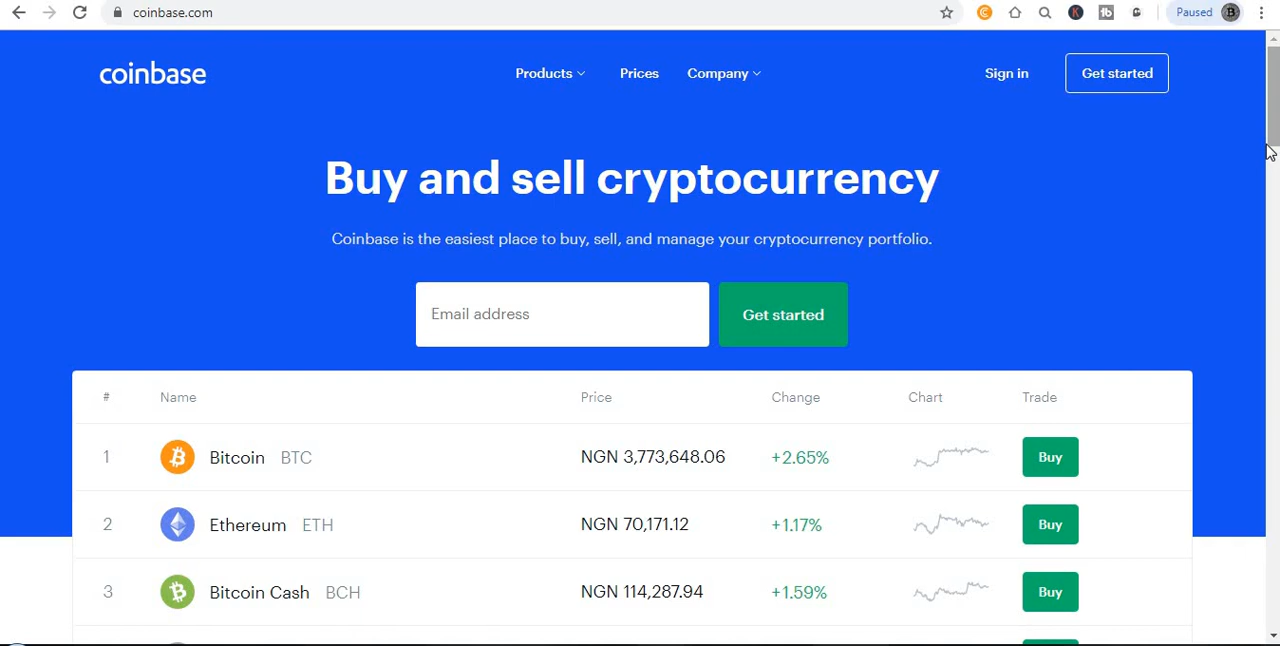 coinbase.com
Paused
coinbase
Products
Prices
Company
Sign in
Get started
Buy and sell cryptocurrency
Coinbase is the easiest place to buy, sell, and manage your cryptocurrency portfolio.
Email address
Get started
# Name Price Change Chart Trade
1 Bitcoin BTC NGN 3,773,648.06 +2.65% Buy
2 Ethereum ETH NGN 70,171.12 +1.17% Buy
3 Bitcoin Cash BCH NGN 114,287.94 +1.59% Buy